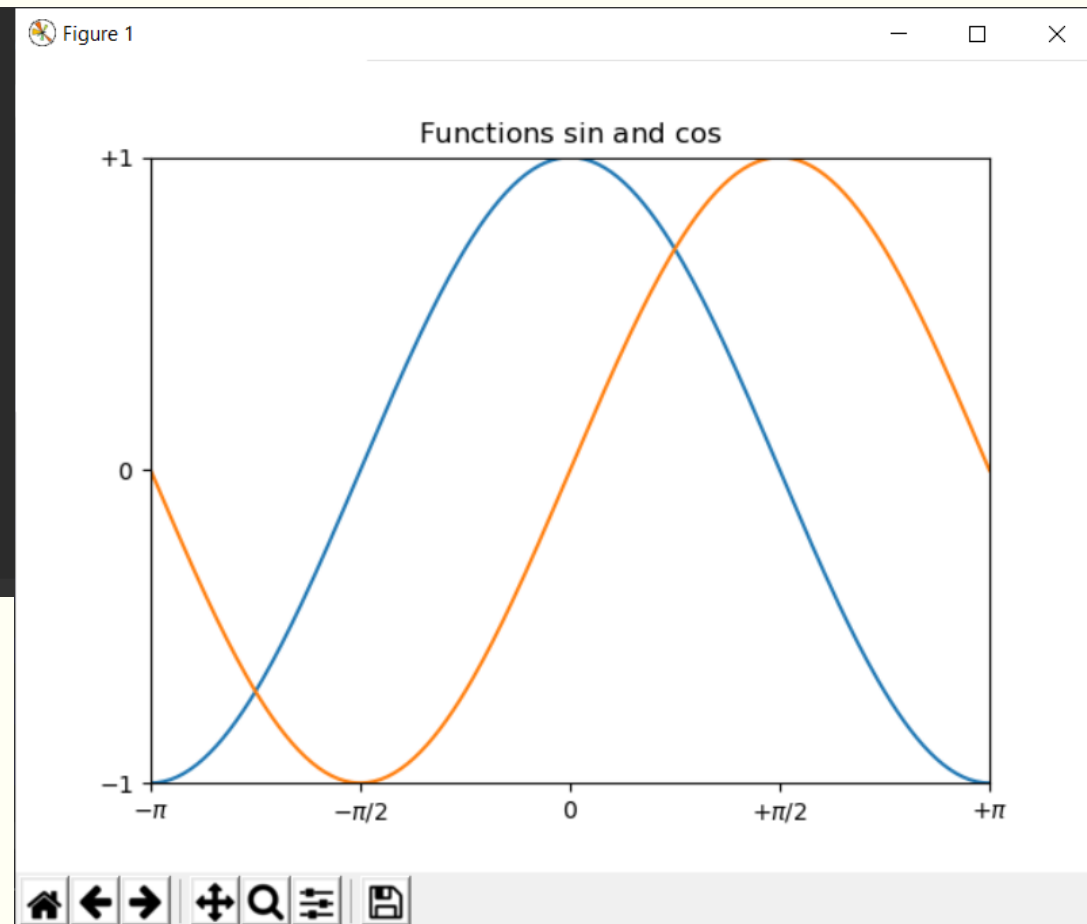 Figure 1
Functions sin and cos
+1
0
−1
−π
−π/2
0
+π/2
+π